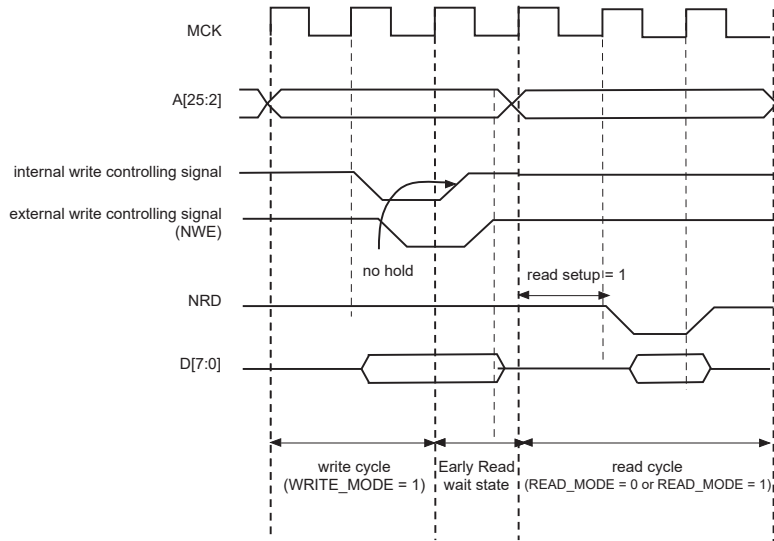 MCK
A[25:2]
internal write controlling signal
external write controlling signal
(NWE)
no hold
read setup = 1
NRD
D[7:0]
write cycle
(WRITE_MODE = 1)
Early Read
wait state
read cycle
(READ_MODE = 0 or READ_MODE = 1)